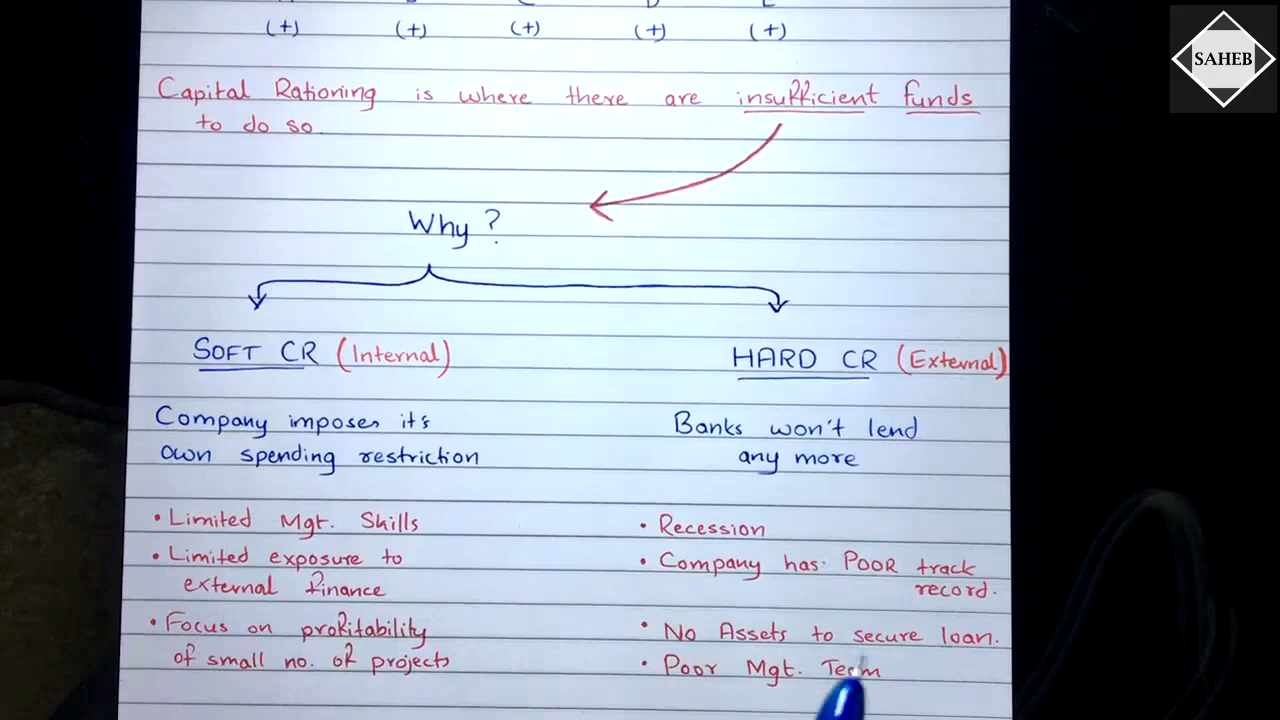 (+) (+) (+) (+) (+)
SAHEB
Capital Rationing is where there are insufficient funds
to do so.
Why?
SOFT CR (Internal)
HARD CR (External)
Company imposes it's
own spending restriction
Banks won't lend
any more
• Limited Mgt. Skills
• Limited exposure to
external finance
• Focus on profitability
of small no. of projects
• Recession
• Company has POOR track
record.
• No Assets to secure loan.
• Poor Mgt.